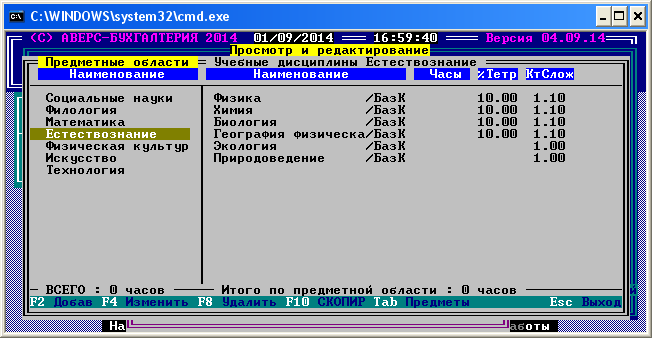 C:\WINDOWS\system32\cmd.exe
(C) АВЕРС-БУХГАЛТЕРИЯ 2014 01/09/2014 16:59:40 Версия 04.09.14
Просмотр и редактирование
Предметные области Учебные дисциплины Естествознание
Наименование Наименование Часы %Тетр КтСлож
Социальные науки Физика /БазК 10.00 1.10
Филология Химия /БазК 10.00 1.10
Математика Биология /БазК 10.00 1.10
Естествознание География физическа/БазК 10.00 1.10
Физическая культур Экология /БазК 1.00
Искусство Природоведение /БазК 1.00
Технология
ВСЕГО : 0 часов Итого по предметной области : 0 часов и
F2 Добав F4 Изменить F8 Удалить F10 СКОПИР Tab Предметы Esc Выход
На аботы